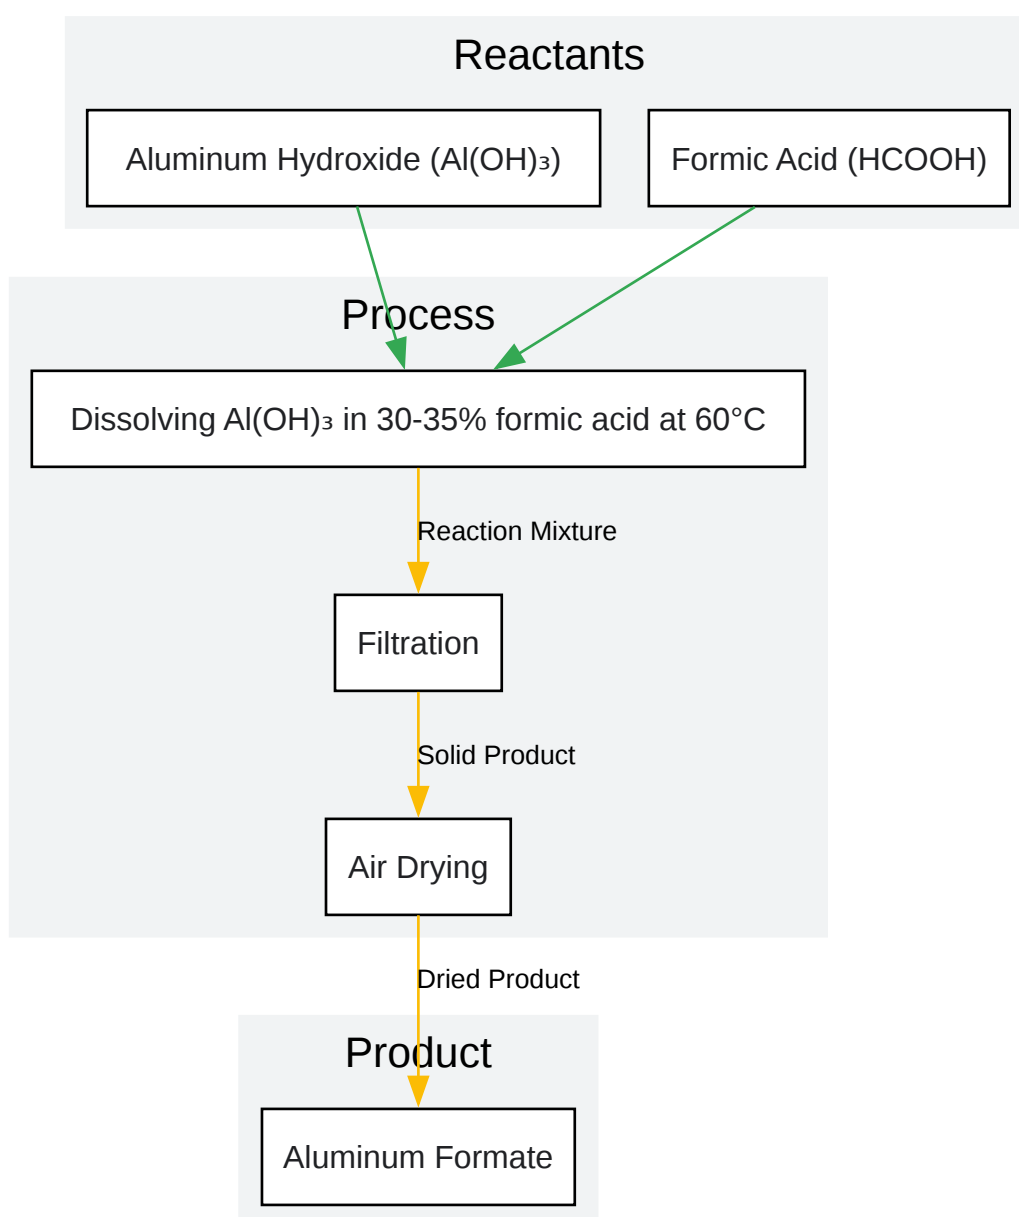 Reactants
Aluminum Hydroxide (Al(OH)₃)
Formic Acid (HCOOH)
Process
Dissolving Al(OH)₃ in 30-35% formic acid at 60°C
Reaction Mixture
Filtration
Solid Product
Air Drying
Dried Product
Product
Aluminum Formate